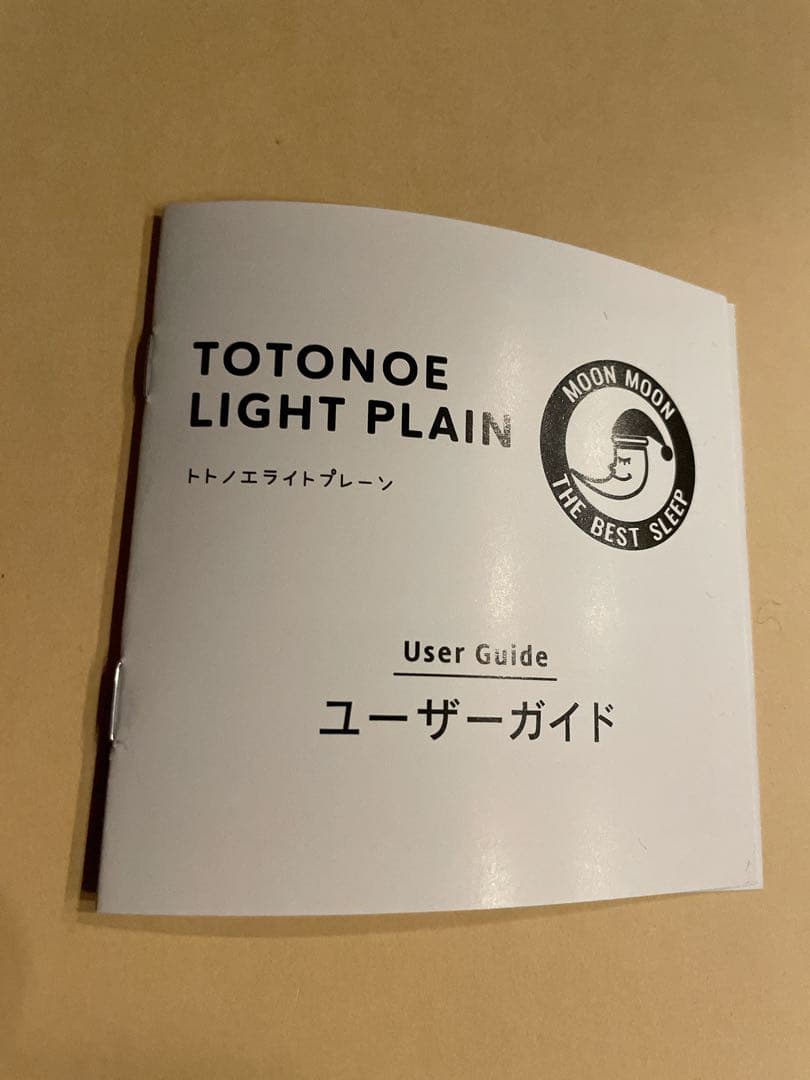 TOTONOE
LIGHT PLAIN
トトノエライトプレーン
MOON MOON
THE BEST SLEEP
User Guide
ユーザーガイド